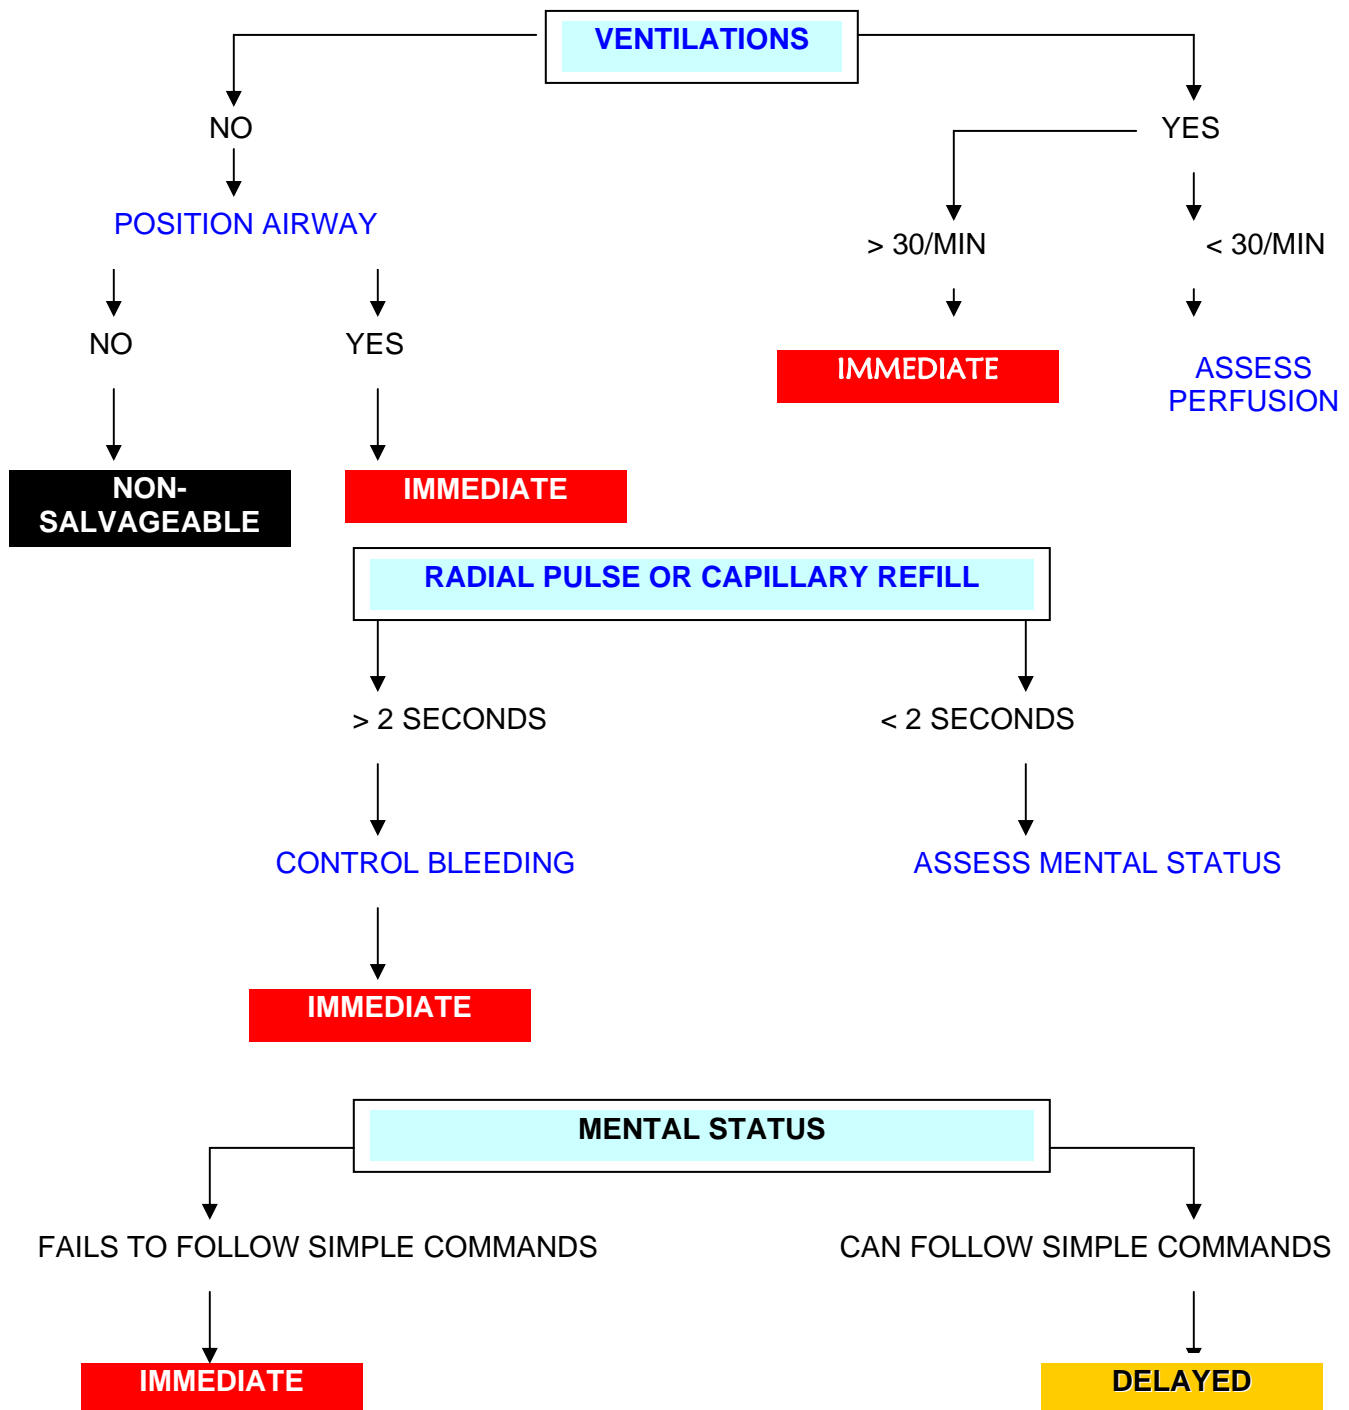 VENTILATIONS
NO
YES
POSITION AIRWAY
> 30/MIN
< 30/MIN
NO
YES
IMMEDIATE
ASSESS
PERFUSION
NON-
SALVAGEABLE
IMMEDIATE
RADIAL PULSE OR CAPILLARY REFILL
> 2 SECONDS
< 2 SECONDS
CONTROL BLEEDING
ASSESS MENTAL STATUS
IMMEDIATE
MENTAL STATUS
FAILS TO FOLLOW SIMPLE COMMANDS
CAN FOLLOW SIMPLE COMMANDS
IMMEDIATE
DELAYED